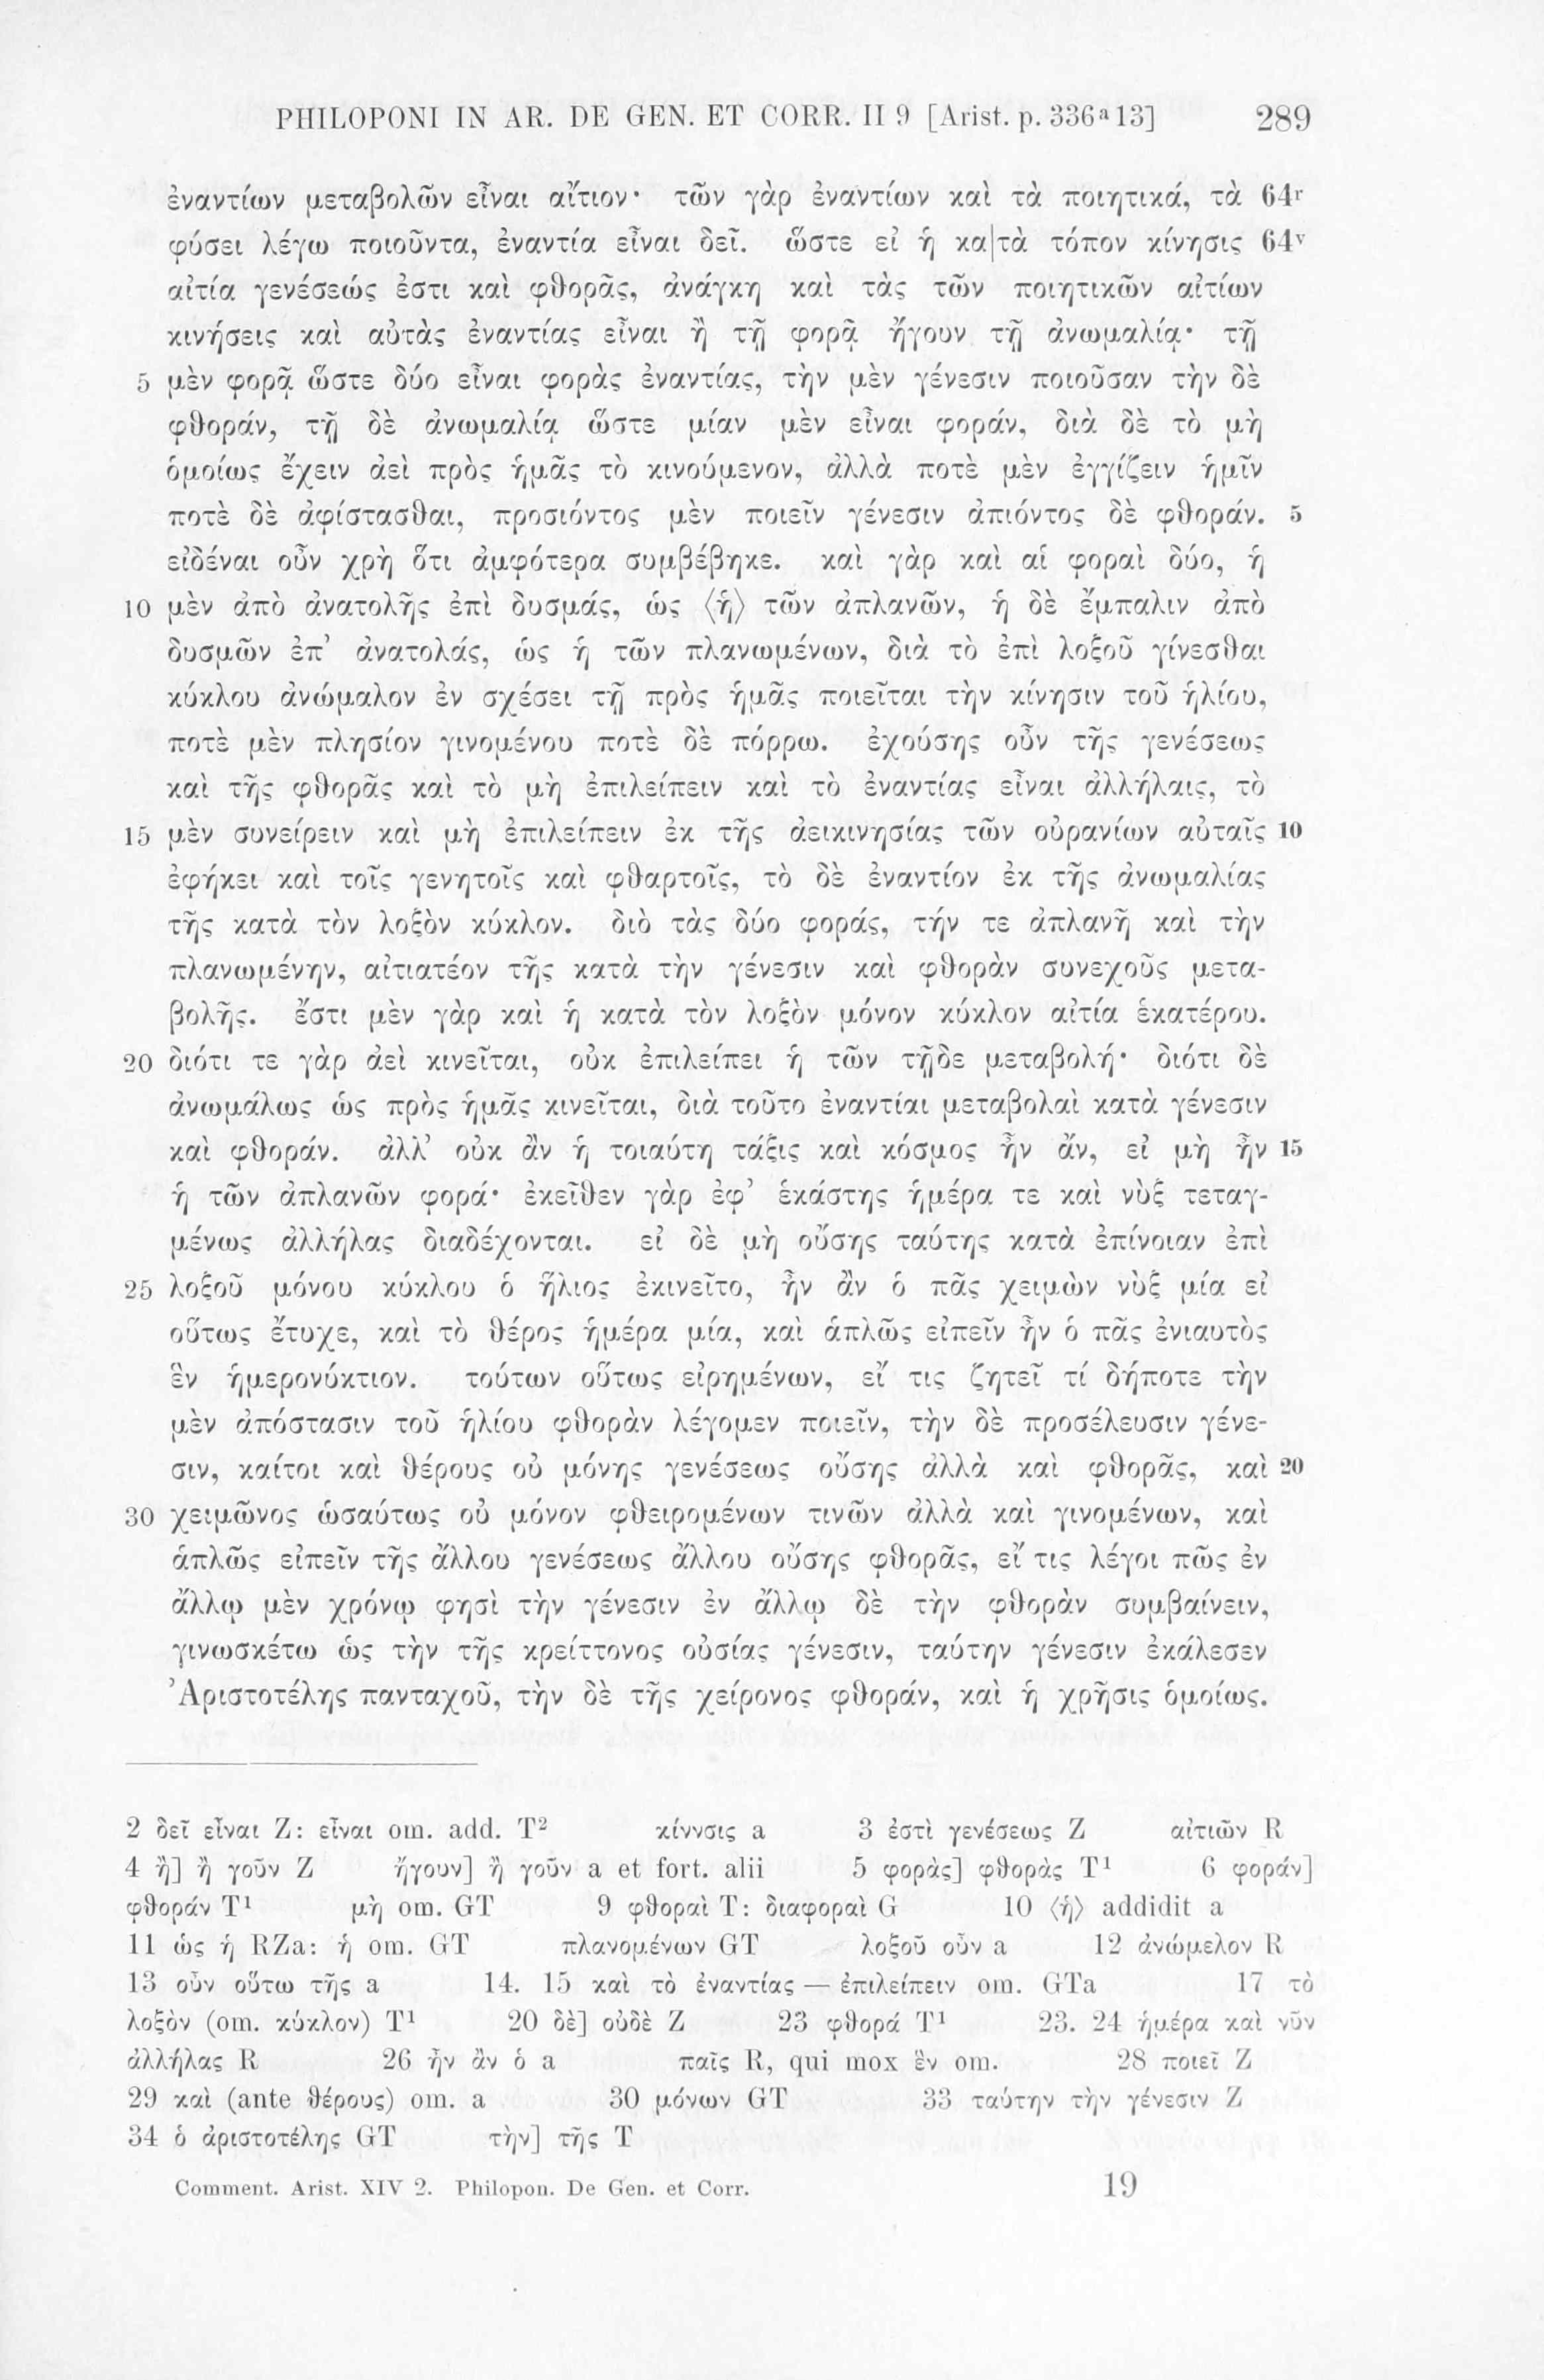 PHILOPONI IN AR. DE GEN. ET CORR. II 9 [Arist. p. 336ᵃ13] 289
ἐναντίων μεταβολῶν εἶναι αἴτιον· τῶν γὰρ ἐναντίων καὶ τὰ ποιητικά, τὰ 64ʳ
φύσει λέγω ποιοῦντα, ἐναντία εἶναι δεῖ. ὥστε εἰ ἡ κα|τὰ τόπον κίνησις 64ᵛ
αἰτία γενέσεώς ἐστι καὶ φθορᾶς, ἀνάγκη καὶ τὰς τῶν ποιητικῶν αἰτίων
κινήσεις καὶ αὐτὰς ἐναντίας εἶναι ἢ τῇ φορᾷ ἤγουν τῇ ἀνωμαλίᾳ· τῇ
5 μὲν φορᾷ ὥστε δύο εἶναι φορὰς ἐναντίας, τὴν μὲν γένεσιν ποιοῦσαν τὴν δὲ
φθοράν, τῇ δὲ ἀνωμαλίᾳ ὥστε μίαν μὲν εἶναι φοράν, διὰ δὲ τὸ μὴ
ὁμοίως ἔχειν ἀεὶ πρὸς ἡμᾶς τὸ κινούμενον, ἀλλὰ ποτὲ μὲν ἐγγίζειν ἡμῖν
ποτὲ δὲ ἀφίστασθαι, προσιόντος μὲν ποιεῖν γένεσιν ἀπιόντος δὲ φθοράν. 5
εἰδέναι οὖν χρὴ ὅτι ἀμφότερα συμβέβηκε. καὶ γὰρ καὶ αἱ φοραὶ δύο, ἡ
10 μὲν ἀπὸ ἀνατολῆς ἐπὶ δυσμάς, ὡς ⟨ἡ⟩ τῶν ἀπλανῶν, ἡ δὲ ἔμπαλιν ἀπὸ
δυσμῶν ἐπ’ ἀνατολάς, ὡς ἡ τῶν πλανωμένων, διὰ τὸ ἐπὶ λοξοῦ γίνεσθαι
κύκλου ἀνώμαλον ἐν σχέσει τῇ πρὸς ἡμᾶς ποιεῖται τὴν κίνησιν τοῦ ἡλίου,
ποτὲ μὲν πλησίον γινομένου ποτὲ δὲ πόρρω. ἐχούσης οὖν τῆς γενέσεως
καὶ τῆς φθορᾶς καὶ τὸ μὴ ἐπιλείπειν καὶ τὸ ἐναντίας εἶναι ἀλλήλαις, τὸ
15 μὲν συνείρειν καὶ μὴ ἐπιλείπειν ἐκ τῆς ἀεικινησίας τῶν οὐρανίων αὐταῖς 10
ἐφήκει καὶ τοῖς γενητοῖς καὶ φθαρτοῖς, τὸ δὲ ἐναντίον ἐκ τῆς ἀνωμαλίας
τῆς κατὰ τὸν λοξὸν κύκλον. διὸ τὰς δύο φοράς, τήν τε ἀπλανῆ καὶ τὴν
πλανωμένην, αἰτιατέον τῆς κατὰ τὴν γένεσιν καὶ φθορὰν συνεχοῦς μετα-
βολῆς. ἔστι μὲν γὰρ καὶ ἡ κατὰ τὸν λοξὸν μόνον κύκλον αἰτία ἑκατέρου.
20 διότι τε γὰρ ἀεὶ κινεῖται, οὐκ ἐπιλείπει ἡ τῶν τῇδε μεταβολή· διότι δὲ
ἀνωμάλως ὡς πρὸς ἡμᾶς κινεῖται, διὰ τοῦτο ἐναντίαι μεταβολαὶ κατὰ γένεσιν
καὶ φθοράν. ἀλλ’ οὐκ ἂν ἡ τοιαύτη τάξις καὶ κόσμος ἦν ἄν, εἰ μὴ ἦν 15
ἡ τῶν ἀπλανῶν φορά· ἐκεῖθεν γὰρ ἐφ’ ἑκάστης ἡμέρα τε καὶ νὺξ τεταγ-
μένως ἀλλήλας διαδέχονται. εἰ δὲ μὴ οὔσης ταύτης κατὰ ἐπίνοιαν ἐπὶ
25 λοξοῦ μόνου κύκλου ὁ ἥλιος ἐκινεῖτο, ἦν ἂν ὁ πᾶς χειμὼν νὺξ μία εἰ
οὕτως ἔτυχε, καὶ τὸ θέρος ἡμέρα μία, καὶ ἁπλῶς εἰπεῖν ἦν ὁ πᾶς ἐνιαυτὸς
ἓν ἡμερονύκτιον. τούτων οὕτως εἰρημένων, εἴ τις ζητεῖ τί δήποτε τὴν
μὲν ἀπόστασιν τοῦ ἡλίου φθορὰν λέγομεν ποιεῖν, τὴν δὲ προσέλευσιν γένε-
σιν, καίτοι καὶ θέρους οὐ μόνης γενέσεως οὔσης ἀλλὰ καὶ φθορᾶς, καὶ 20
30 χειμῶνος ὡσαύτως οὐ μόνον φθειρομένων τινῶν ἀλλὰ καὶ γινομένων, καὶ
ἁπλῶς εἰπεῖν τῆς ἄλλου γενέσεως ἄλλου οὔσης φθορᾶς, εἴ τις λέγοι πῶς ἐν
ἄλλῳ μὲν χρόνῳ φησὶ τὴν γένεσιν ἐν ἄλλῳ δὲ τὴν φθορὰν συμβαίνειν,
γινωσκέτω ὡς τὴν τῆς κρείττονος οὐσίας γένεσιν, ταύτην γένεσιν ἐκάλεσεν
Ἀριστοτέλης πανταχοῦ, τὴν δὲ τῆς χείρονος φθοράν, καὶ ἡ χρῆσις ὁμοίως.
2 δεῖ εἶναι Z: εἶναι om. add. T² κίννσις a 3 ἐστὶ γενέσεως Z αἰτιῶν R
4 ἢ] ἢ γοῦν Z ἤγουν] ἢ γοῦν a et fort. alii 5 φορὰς] φθορὰς T¹ 6 φοράν]
φθοράν T¹ μὴ om. GT 9 φθοραὶ T: διαφοραὶ G 10 ⟨ἡ⟩ addidit a
11 ὡς ἡ RZa: ἡ om. GT πλανομένων GT λοξοῦ οὖν a 12 ἀνώμελον R
13 οὖν οὕτω τῆς a 14. 15 καὶ τὸ ἐναντίας — ἐπιλείπειν om. GTa 17 τὸ
λοξὸν (om. κύκλον) T¹ 20 δὲ] οὐδὲ Z 23 φθορά T¹ 23. 24 ἡμέρα καὶ νῦν
ἀλλήλας R 26 ἦν ἂν ὁ a παῖς R, qui mox ἓν om. 28 ποιεῖ Z
29 καὶ (ante θέρους) om. a 30 μόνων GT 33 ταύτην τὴν γένεσιν Z
34 ὁ ἀριστοτέλης GT τὴν] τῆς T
Comment. Arist. XIV 2. Philopon. De Gen. et Corr. 19